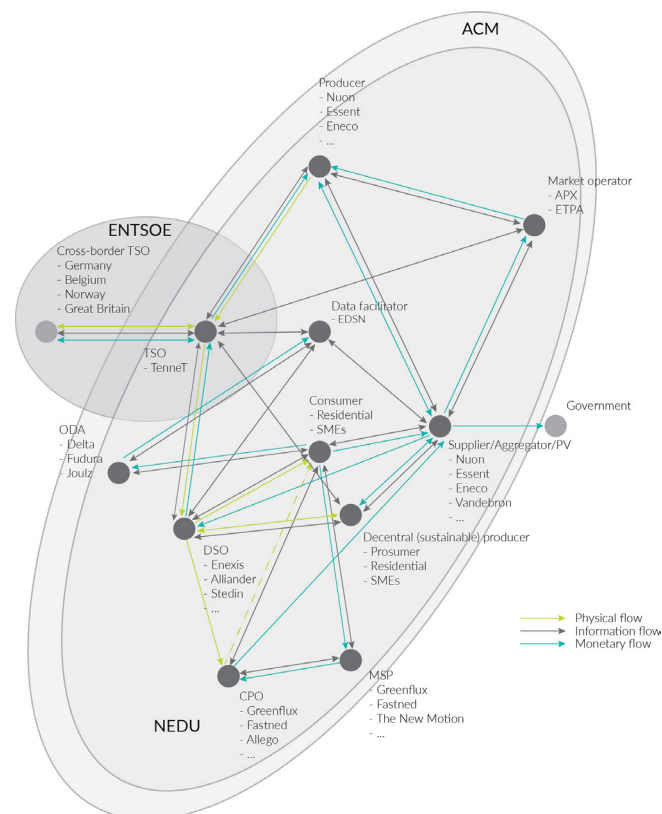 ACM
Producer
- Nuon
- Essent
- Eneco
- ...
Market operator
- APX
- ETPA
ENTSOE
Cross-border TSO
- Germany
- Belgium
- Norway
- Great Britain
Data facilitator
- EDSN
TSO
- TenneT
Consumer
- Residential
- SMEs
Government
ODA
- Delta
- Fudura
- Joulz
Supplier/Aggregator/PV
- Nuon
- Essent
- Eneco
- Vandebron
- ...
Decentral (sustainable) producer
- Prosumer
- Residential
- SMEs
DSO
- Enexis
- Alliander
- Stedin
- ...
Physical flow
Information flow
Monetary flow
MSP
- Greenflux
- Fastned
- The New Motion
- ...
CPO
- Greenflux
- Fastned
- Allego
- ...
NEDU